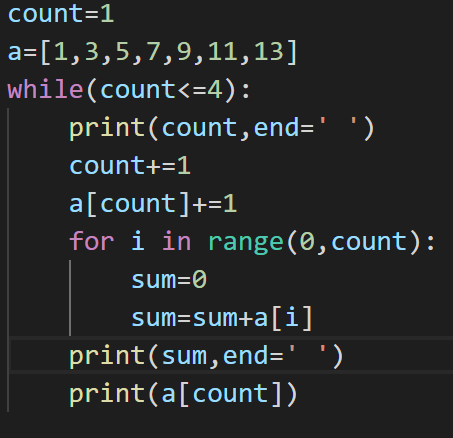 count=1
a=[1,3,5,7,9,11,13]
while(count<=4):
    print(count,end=' ')
    count+=1
    a[count]+=1
    for i in range(0,count):
        sum=0
        sum=sum+a[i]
    print(sum,end=' ')
    print(a[count])